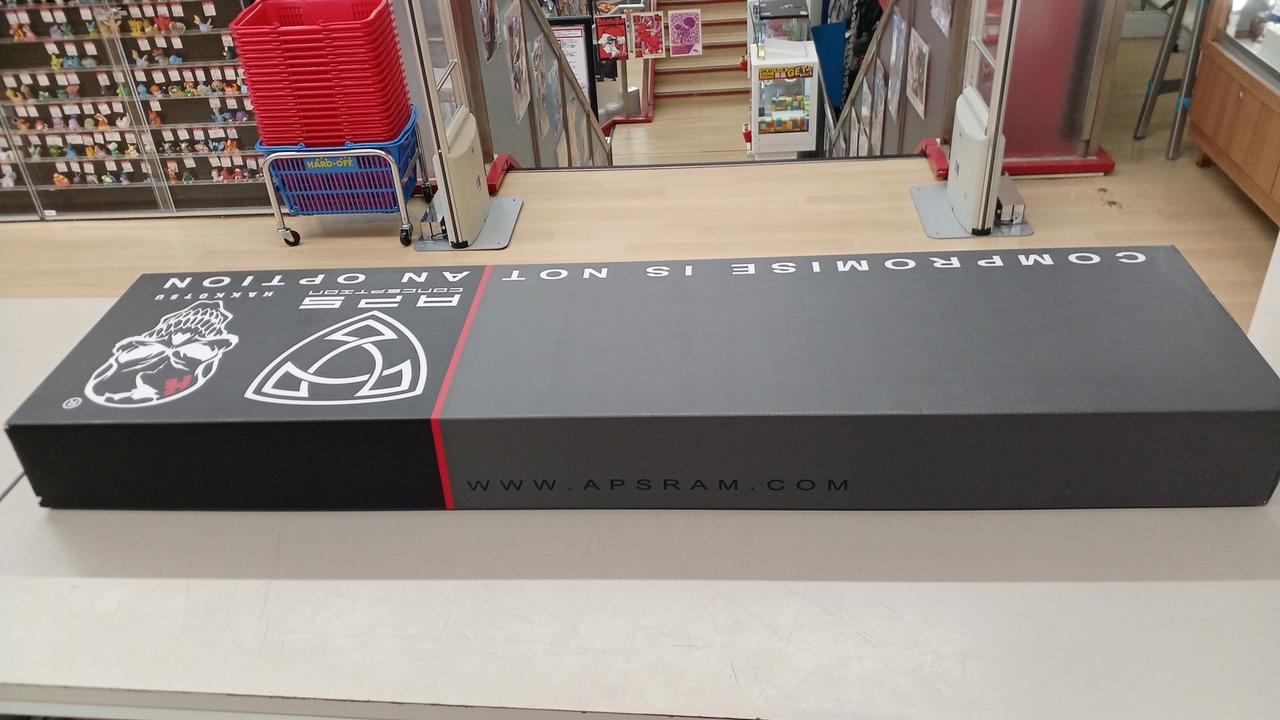 HARD-OFF
COMPROMISE IS NOT AN OPTION
APS
CONCEPTION
HAKKOTSU
H
®
WWW.APSRAM.COM